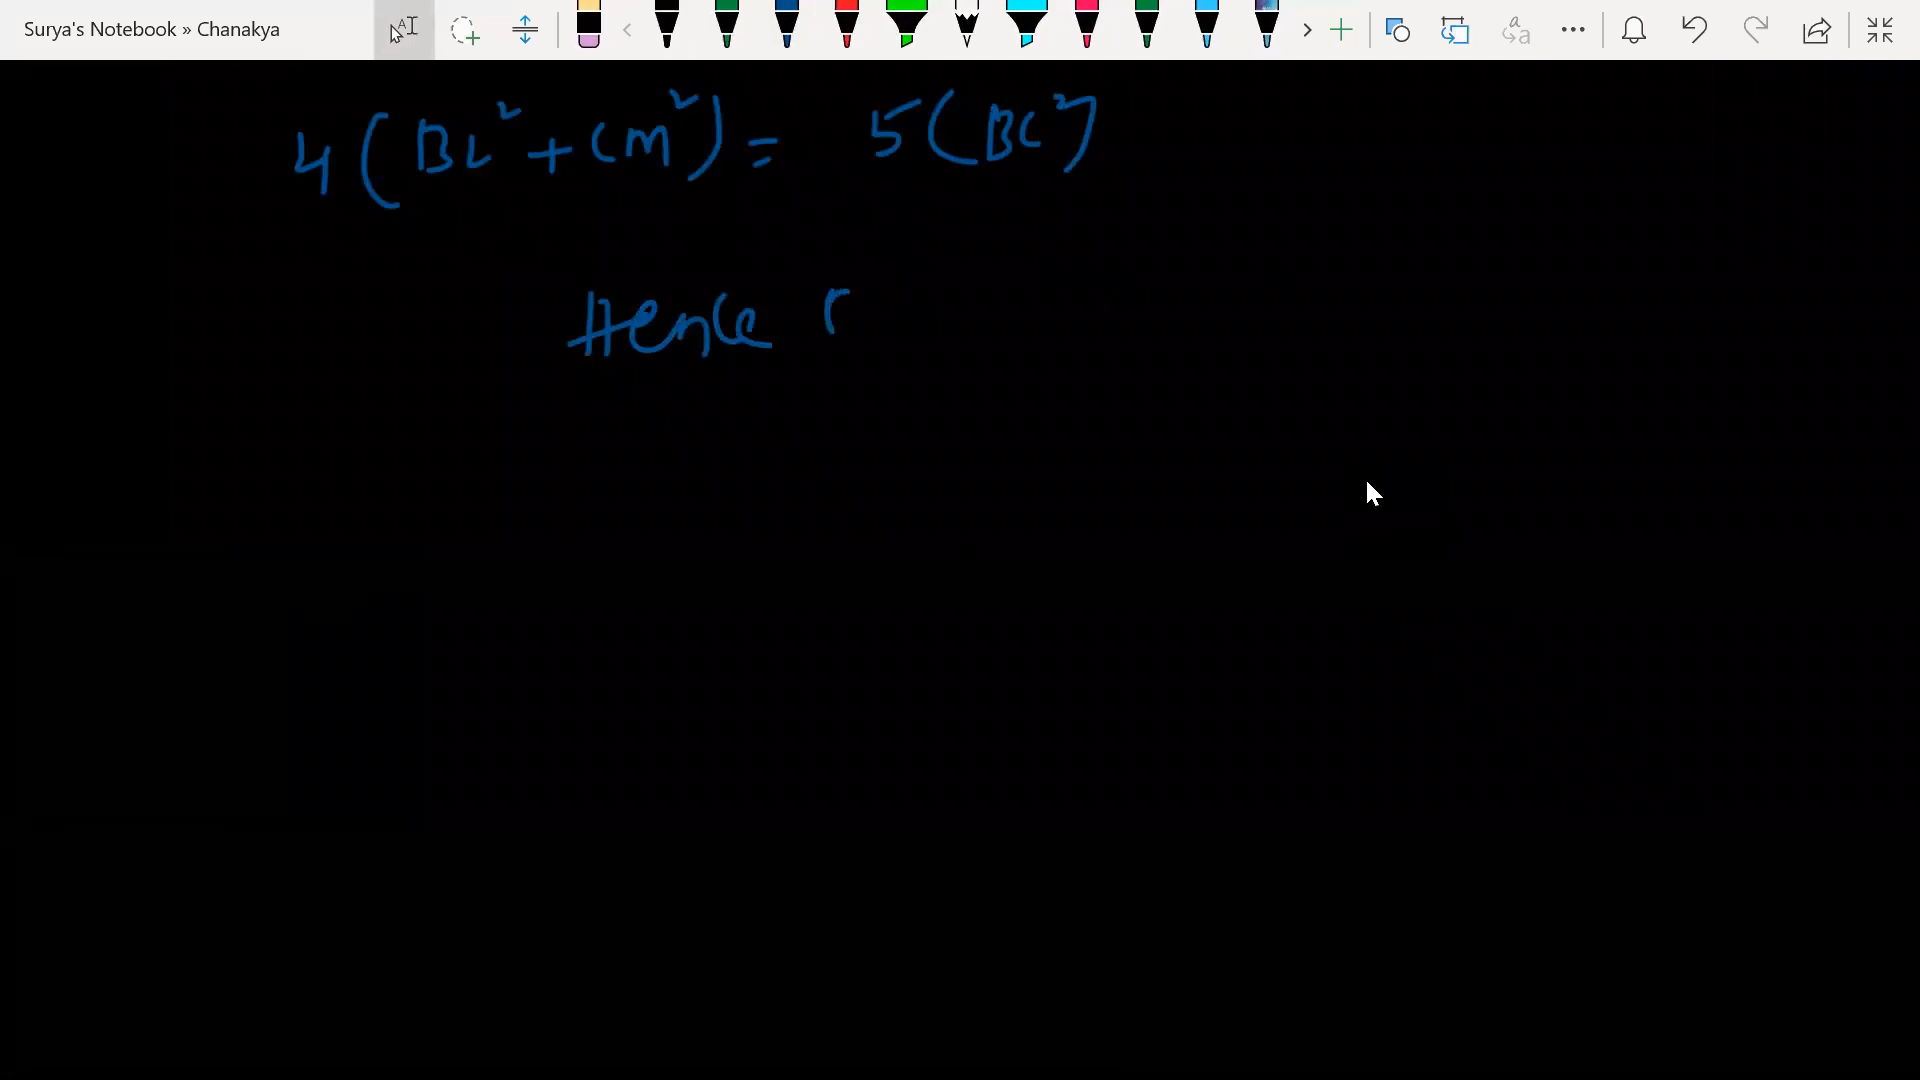 Surya's Notebook » Chanakya
4(BL² + CM²) = 5(BC²)
Hence